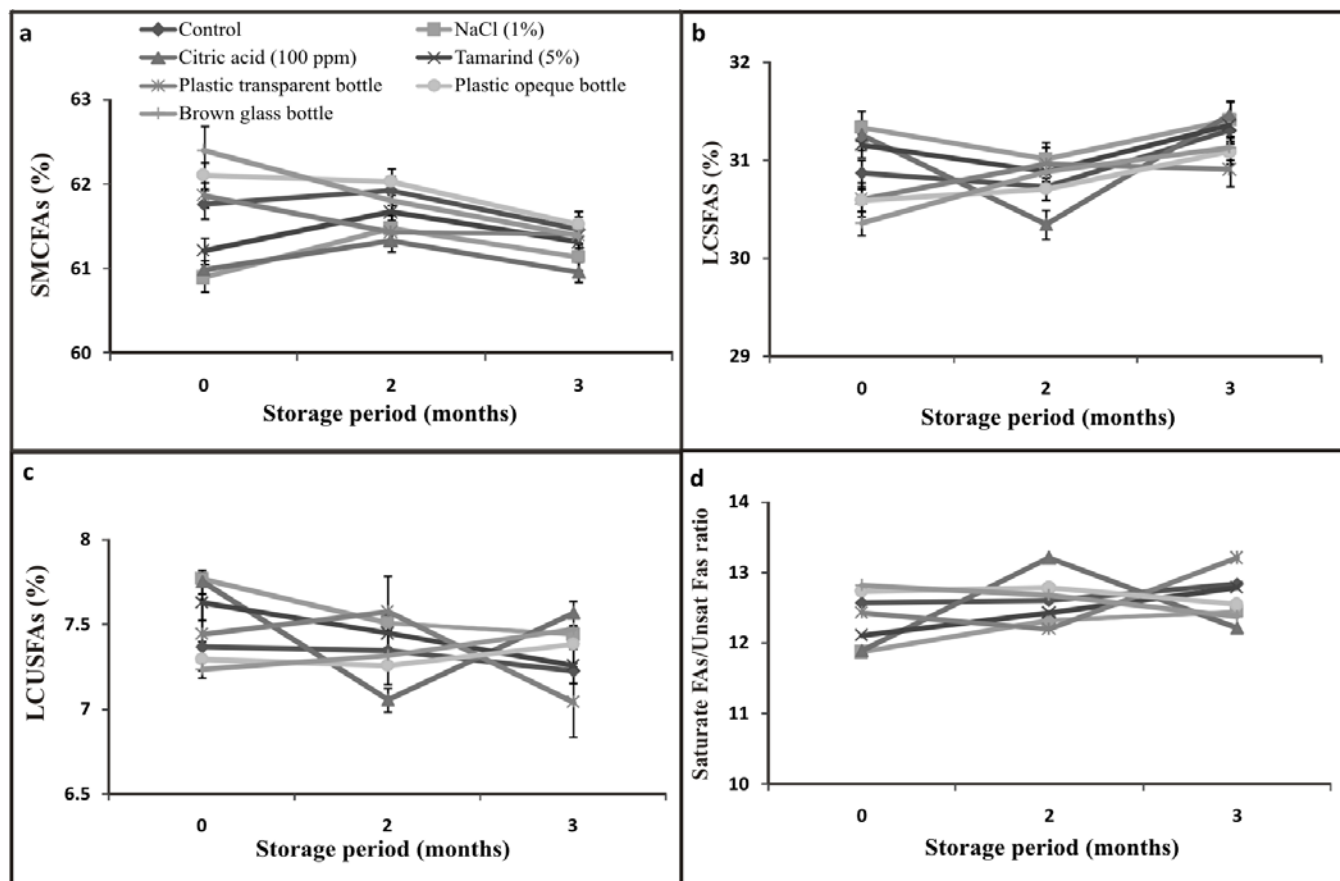 a
Control
NaCl (1%)
Citric acid (100 ppm)
Tamarind (5%)
Plastic transparent bottle
Plastic opeque bottle
Brown glass bottle
SMCFAs (%)
63
62
61
60
0 2 3
Storage period (months)
b
LCSFAS (%)
32
31
30
29
0 2 3
Storage period (months)
c
LCUSFAs (%)
8
7.5
7
6.5
0 2 3
Storage period (months)
d
Saturate FAs/Unsat Fas ratio
14
13
12
11
10
0 2 3
Storage period (months)